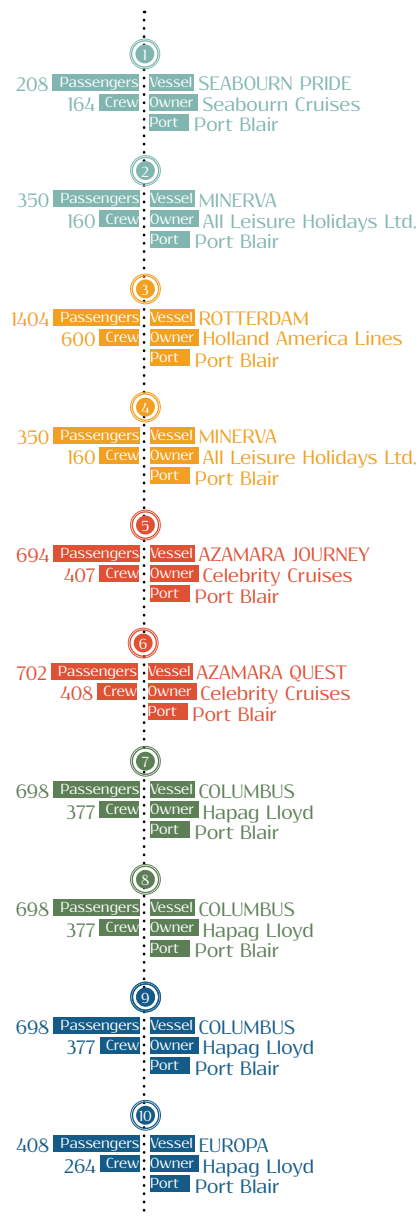 1
208 Passengers Vessel SEABOURN PRIDE
164 Crew Owner Seabourn Cruises
Port Port Blair
2
350 Passengers Vessel MINERVA
160 Crew Owner All Leisure Holidays Ltd.
Port Port Blair
3
1404 Passengers Vessel ROTTERDAM
600 Crew Owner Holland America Lines
Port Port Blair
4
350 Passengers Vessel MINERVA
160 Crew Owner All Leisure Holidays Ltd.
Port Port Blair
5
694 Passengers Vessel AZAMARA JOURNEY
407 Crew Owner Celebrity Cruises
Port Port Blair
6
702 Passengers Vessel AZAMARA QUEST
408 Crew Owner Celebrity Cruises
Port Port Blair
7
698 Passengers Vessel COLUMBUS
377 Crew Owner Hapag Lloyd
Port Port Blair
8
698 Passengers Vessel COLUMBUS
377 Crew Owner Hapag Lloyd
Port Port Blair
9
698 Passengers Vessel COLUMBUS
377 Crew Owner Hapag Lloyd
Port Port Blair
10
408 Passengers Vessel EUROPA
264 Crew Owner Hapag Lloyd
Port Port Blair